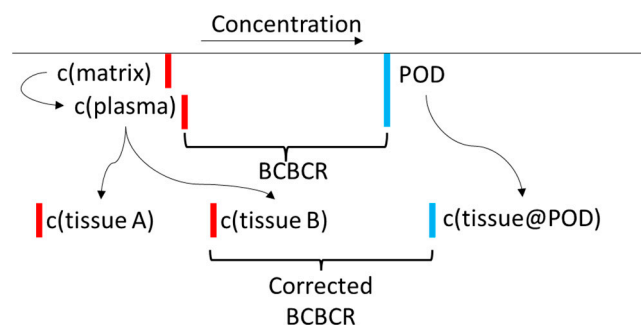 Concentration
c(matrix)
POD
c(plasma)
BCBCR
c(tissue A)
c(tissue B)
c(tissue@POD)
Corrected
BCBCR